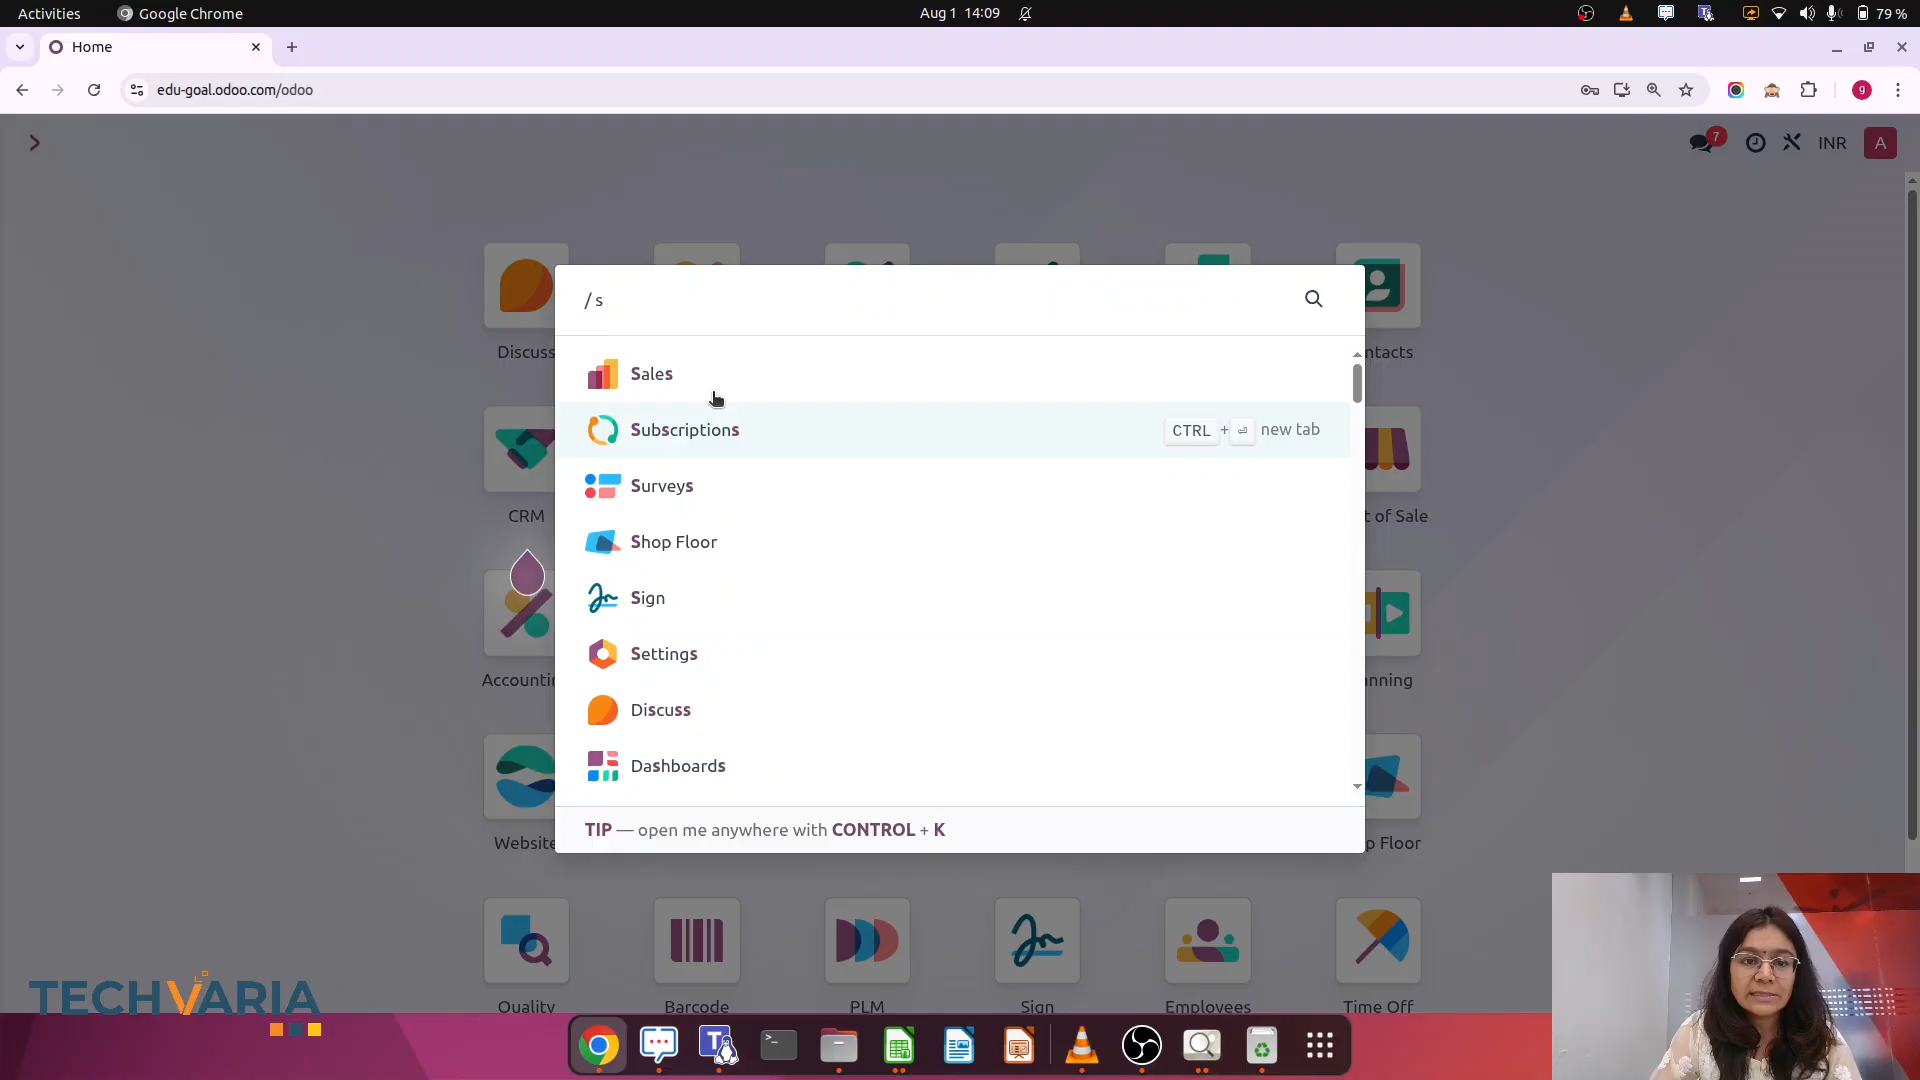 Activities
Google Chrome
Aug 1 14:09
79 %
Home
edu-goal.odoo.com/odoo
g
7
INR
A
/ s
Sales
Subscriptions
CTRL + new tab
Surveys
Shop Floor
Sign
Settings
Discuss
Dashboards
TIP — open me anywhere with CONTROL + K
Discuss
ntacts
CRM
t of Sale
Accountin
nning
Website
p Floor
Quality
Barcode
PLM
Sign
Employees
Time Off
TECHVARIA